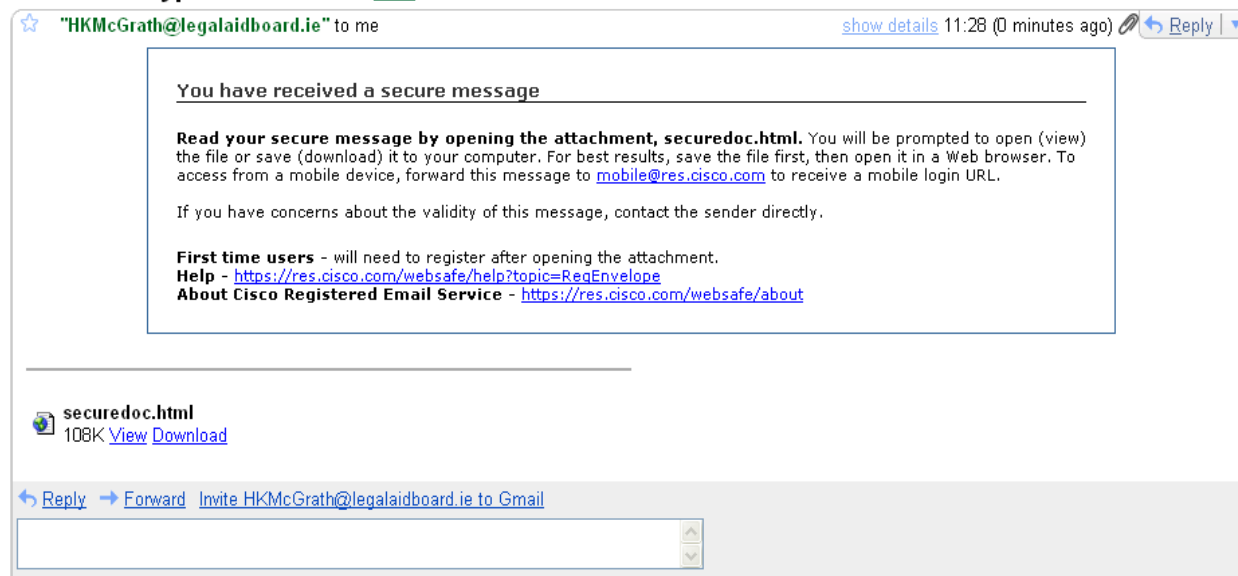 "HKMcGrath@legalaidboard.ie" to me show details 11:28 (0 minutes ago) Reply
You have received a secure message
Read your secure message by opening the attachment, securedoc.html. You will be prompted to open (view)
the file or save (download) it to your computer. For best results, save the file first, then open it in a Web browser. To
access from a mobile device, forward this message to mobile@res.cisco.com to receive a mobile login URL.
If you have concerns about the validity of this message, contact the sender directly.
First time users - will need to register after opening the attachment.
Help - https://res.cisco.com/websafe/help?topic=RegEnvelope
About Cisco Registered Email Service - https://res.cisco.com/websafe/about
securedoc.html
108K View Download
Reply Forward Invite HKMcGrath@legalaidboard.ie to Gmail